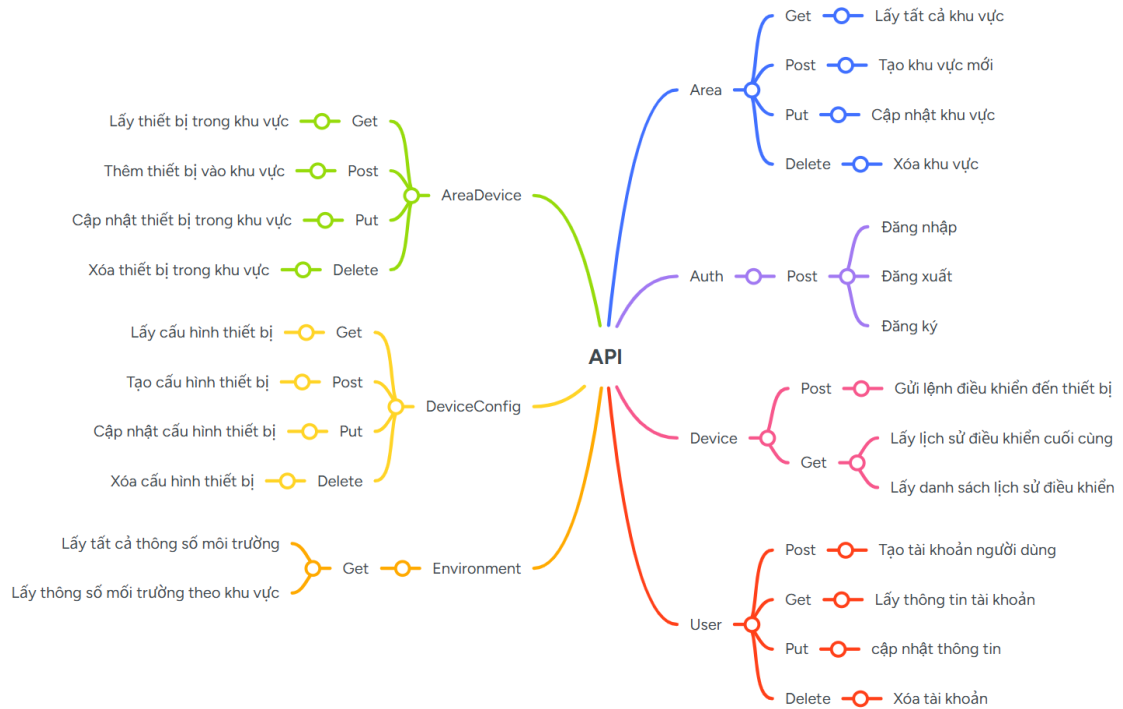 API
Area
Get
Lấy tất cả khu vực
Post
Tạo khu vực mới
Put
Cập nhật khu vực
Delete
Xóa khu vực
Auth
Post
Đăng nhập
Đăng xuất
Đăng ký
Device
Post
Gửi lệnh điều khiển đến thiết bị
Get
Lấy lịch sử điều khiển cuối cùng
Lấy danh sách lịch sử điều khiển
User
Post
Tạo tài khoản người dùng
Get
Lấy thông tin tài khoản
Put
cập nhật thông tin
Delete
Xóa tài khoản
AreaDevice
Get
Lấy thiết bị trong khu vực
Post
Thêm thiết bị vào khu vực
Put
Cập nhật thiết bị trong khu vực
Delete
Xóa thiết bị trong khu vực
DeviceConfig
Get
Lấy cấu hình thiết bị
Post
Tạo cấu hình thiết bị
Put
Cập nhật cấu hình thiết bị
Delete
Xóa cấu hình thiết bị
Environment
Get
Lấy tất cả thông số môi trường
Lấy thông số mối trường theo khu vực